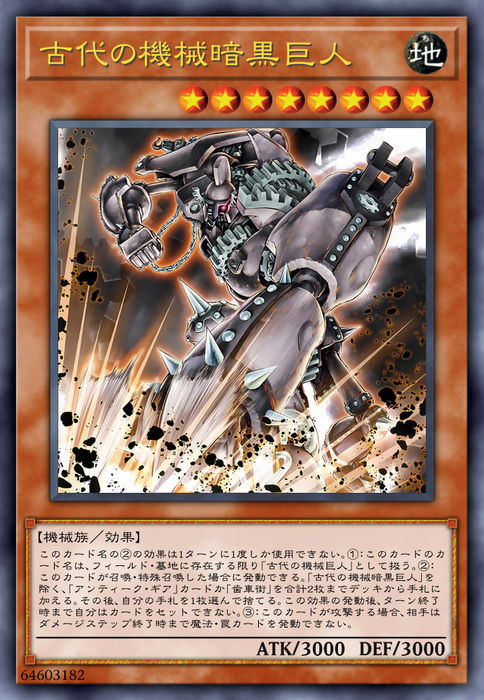 古代の機械暗黒巨人
地
【機械族／効果】
このカード名の②の効果は1ターンに1度しか使用できない。①：このカードのカ
ード名は、フィールド・墓地に存在する限り「古代の機械巨人」として扱う。②：
このカードが召喚・特殊召喚した場合に発動できる。「古代の機械暗黒巨人」を
除く、「アンティーク・ギア」カードか「歯車街」を合計2枚までデッキから手札に
加える。その後、自分の手札を1枚選んで捨てる。この効果の発動後、ターン終了
時まで自分はカードをセットできない。③：このカードが攻撃する場合、相手は
ダメージステップ終了時まで魔法・罠カードを発動できない。
ATK/3000 DEF/3000
64603182